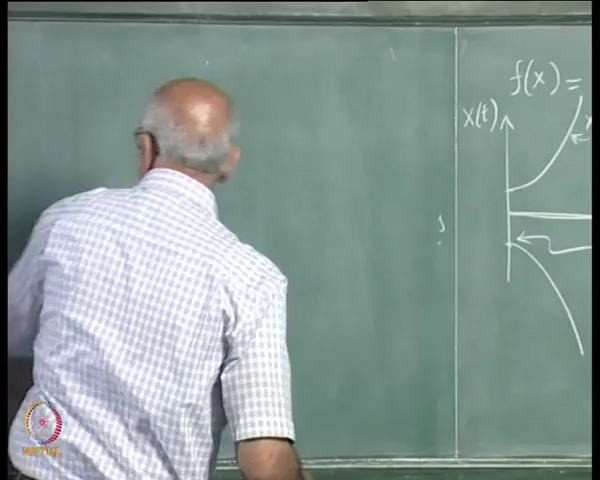 f(x) =
x(t)
NPTEL